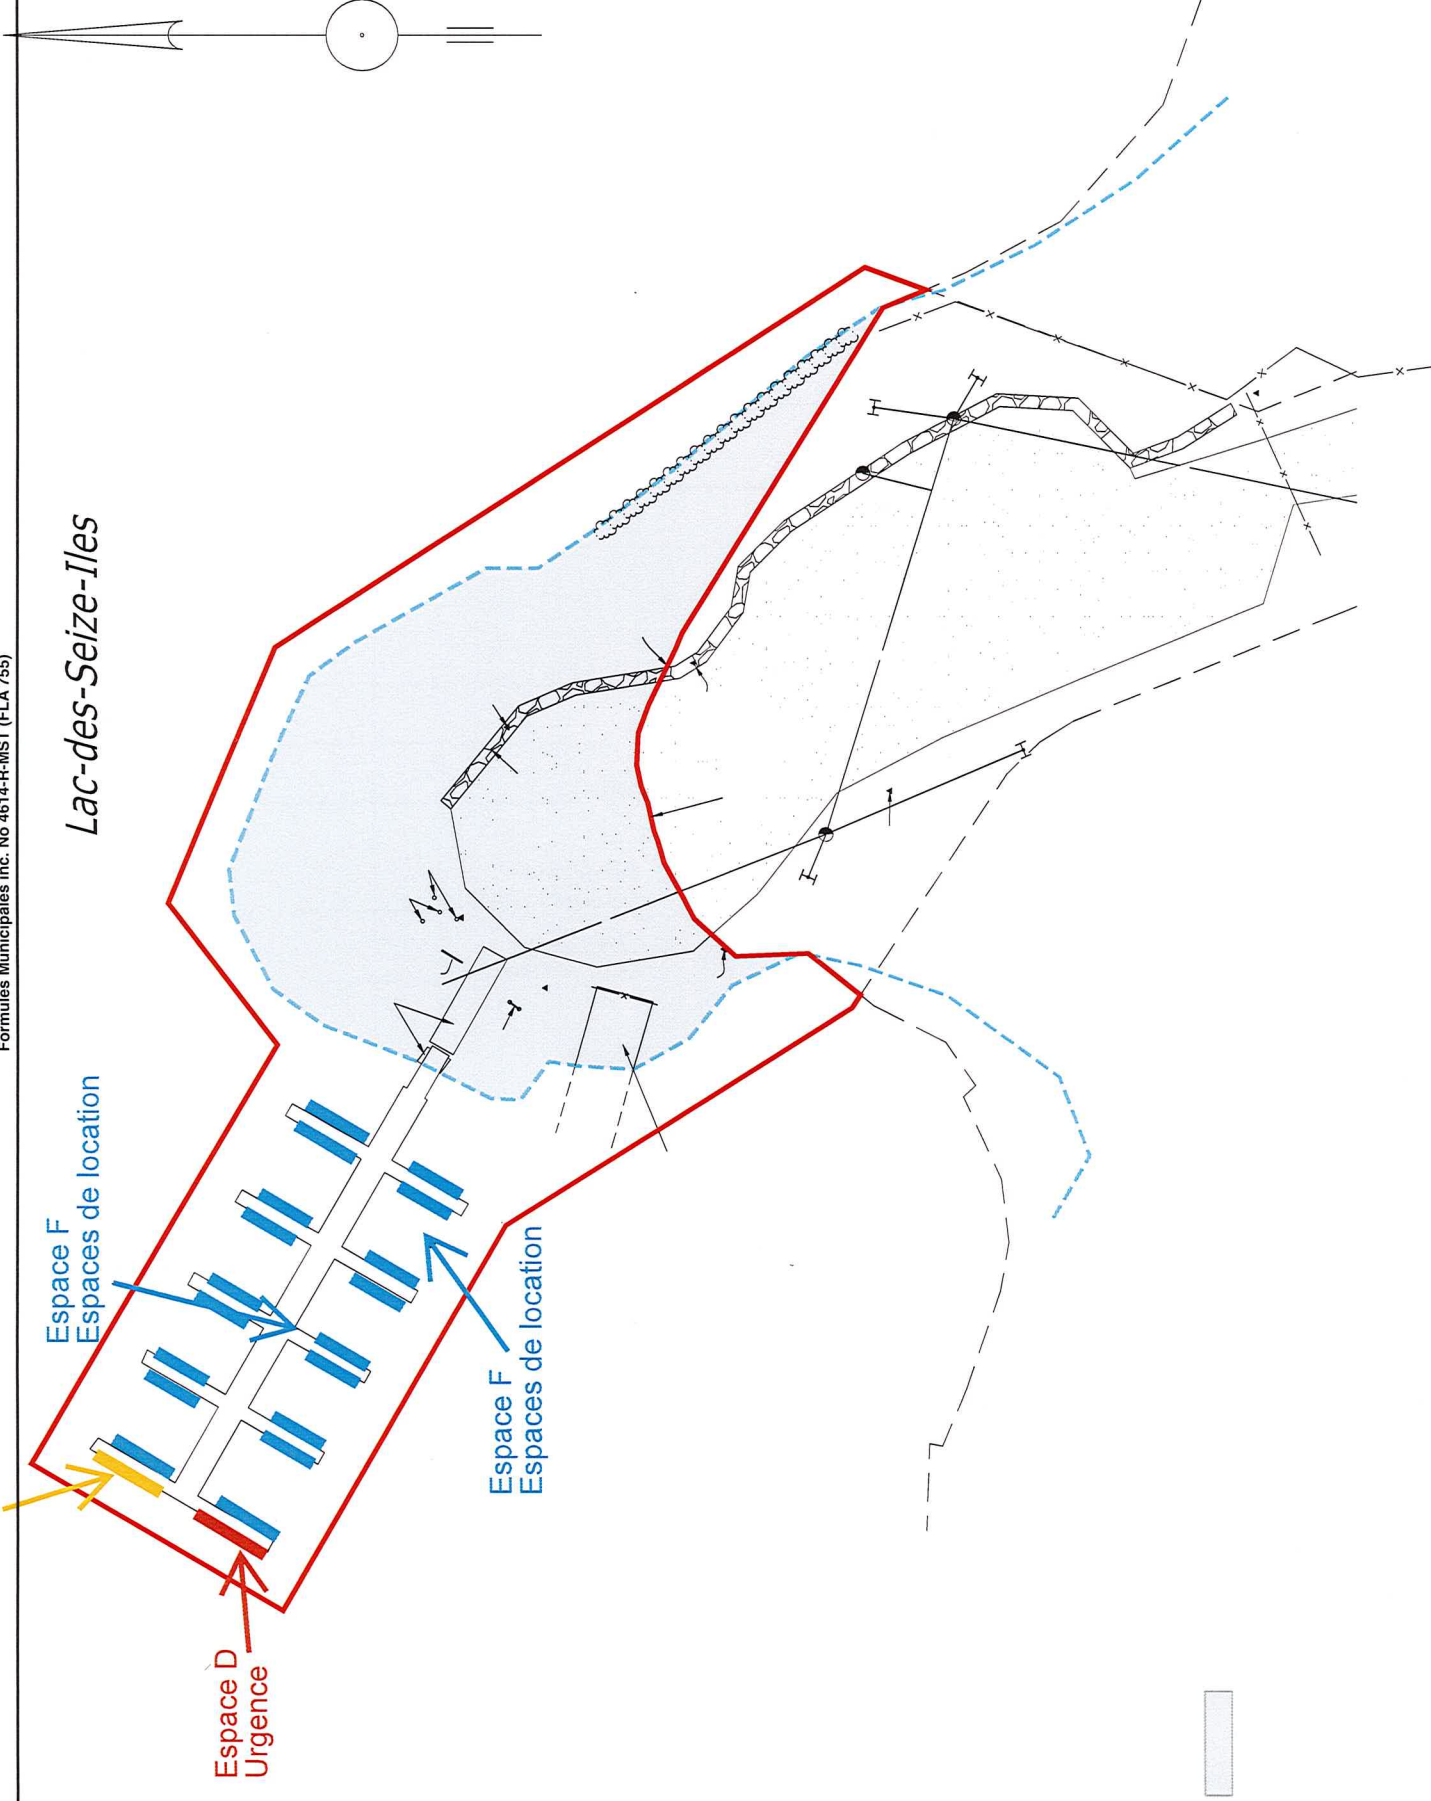 Formules Municipales Inc. No 4614-R-MST (FLA 755)
Lac-des-Seize-Iles
Espace F
Espaces de location
Espace F
Espaces de location
Espace D
Urgence